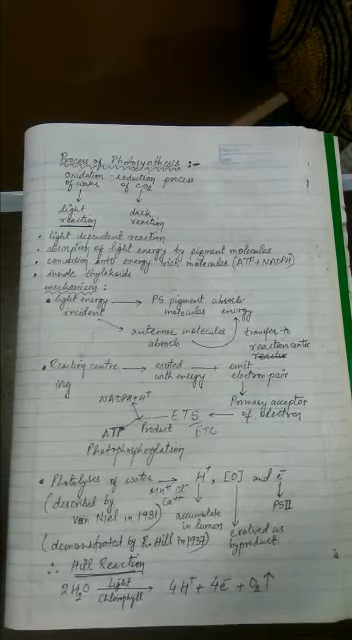 Process of Photosynthesis :-
oxidation - reduction process
of water of CO2
↓ ↓
light dark
reaction reaction
• light dependent reaction
• absorption of light energy by pigment molecules
• conversion into energy rich molecules (ATP+NADPH)
• inside thylakoids
mechanism :
• light energy → PS pigment absorb
incident molecules energy
→ antennae molecules transfer to
absorb reaction centre
• Reaction centre → excited → emit
Mg with energy electron pair
↓
NADPH+H+ Primary acceptor
ETS ← of electron
ATP Product ETC
Photophosphorylation
• Photolysis of water → H+, [O] and e-
Mn++ Cl-
(described by Ca++
Van Niel in 1931) accumulate PSII
in lumen
evolved as
(demonstrated by R. Hill in 1937) byproduct
∴ Hill Reaction
2H2O Light → 4H+ + 4e- + O2↑
Chlorophyll